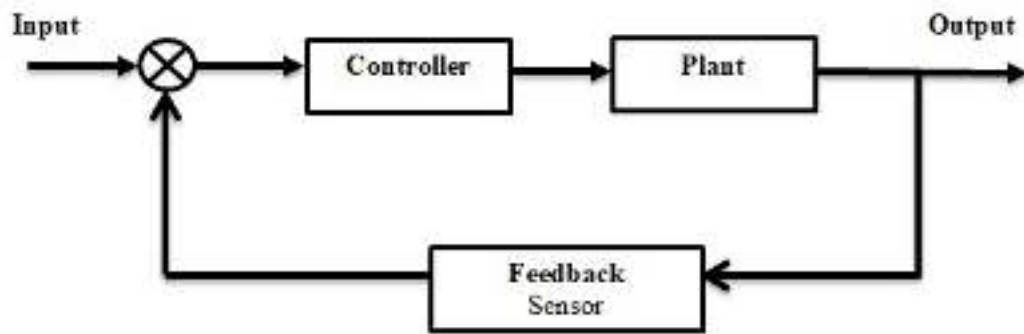 Input
Output
Controller
Plant
Feedback
Sensor